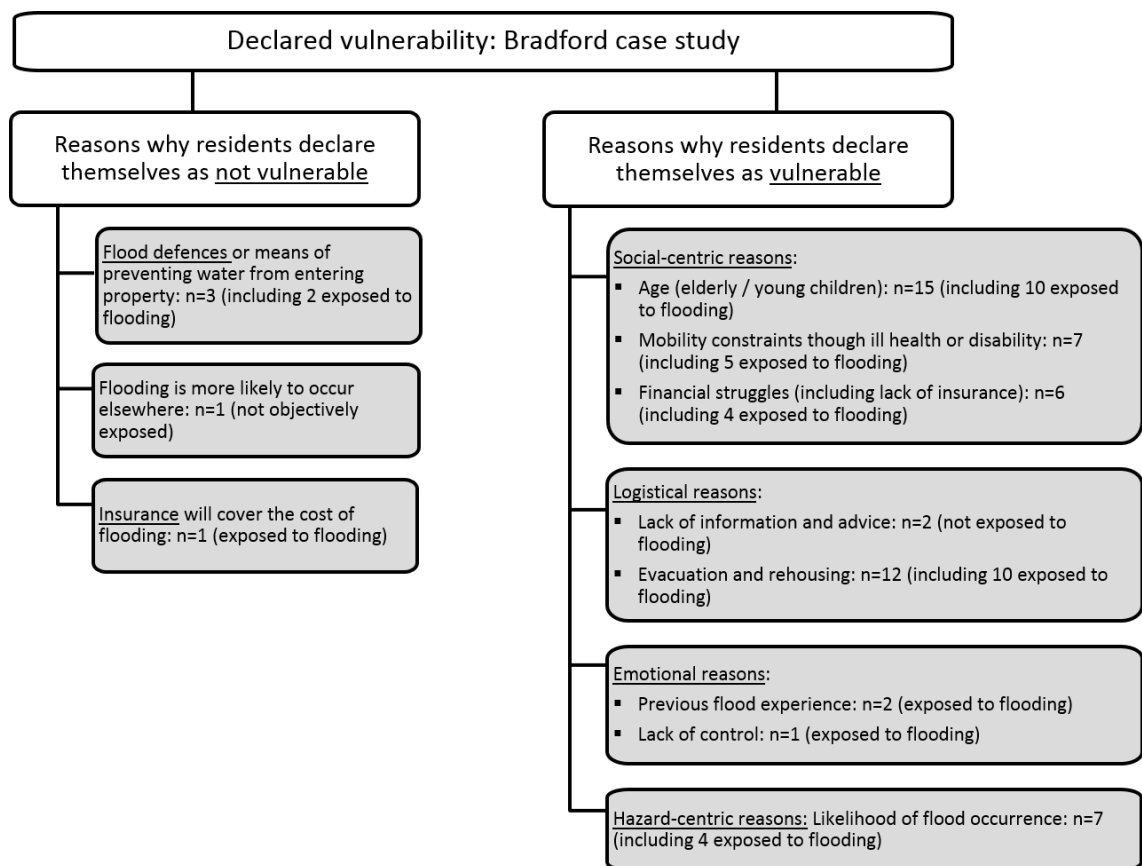 Declared vulnerability: Bradford case study
Reasons why residents declare
themselves as not vulnerable
Flood defences or means of
preventing water from entering
property: n=3 (including 2 exposed to
flooding)
Flooding is more likely to occur
elsewhere: n=1 (not objectively
exposed)
Insurance will cover the cost of
flooding: n=1 (exposed to flooding)
Reasons why residents declare
themselves as vulnerable
Social-centric reasons:
▪ Age (elderly / young children): n=15 (including 10 exposed
to flooding)
▪ Mobility constraints though ill health or disability: n=7
(including 5 exposed to flooding)
▪ Financial struggles (including lack of insurance): n=6
(including 4 exposed to flooding)
Logistical reasons:
▪ Lack of information and advice: n=2 (not exposed to
flooding)
▪ Evacuation and rehousing: n=12 (including 10 exposed to
flooding)
Emotional reasons:
▪ Previous flood experience: n=2 (exposed to flooding)
▪ Lack of control: n=1 (exposed to flooding)
Hazard-centric reasons: Likelihood of flood occurrence: n=7
(including 4 exposed to flooding)